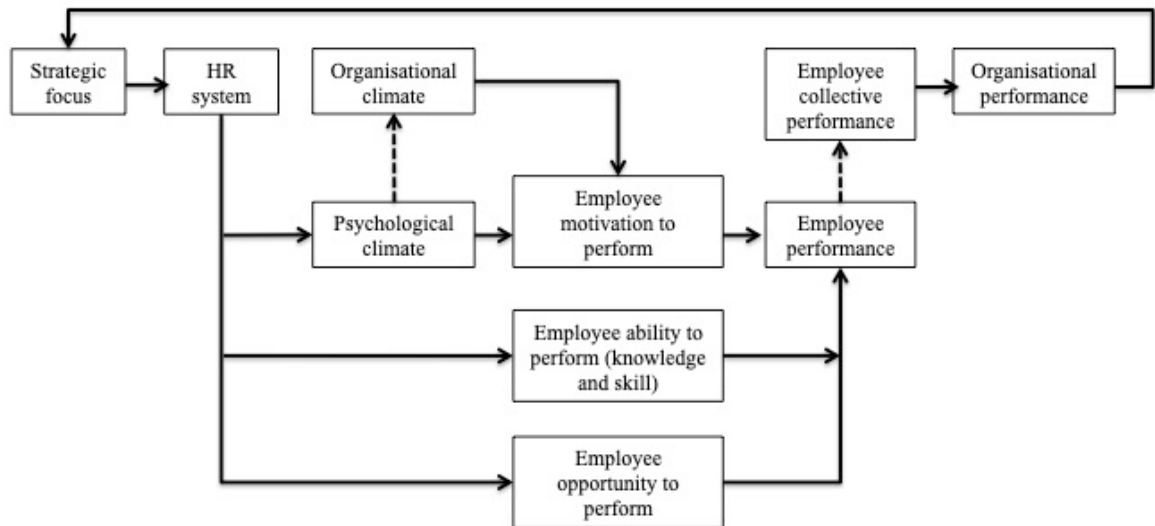 Strategic
focus
HR
system
Organisational
climate
Employee
collective
performance
Organisational
performance
Psychological
climate
Employee
motivation to
perform
Employee
performance
Employee ability to
perform (knowledge
and skill)
Employee
opportunity to
perform